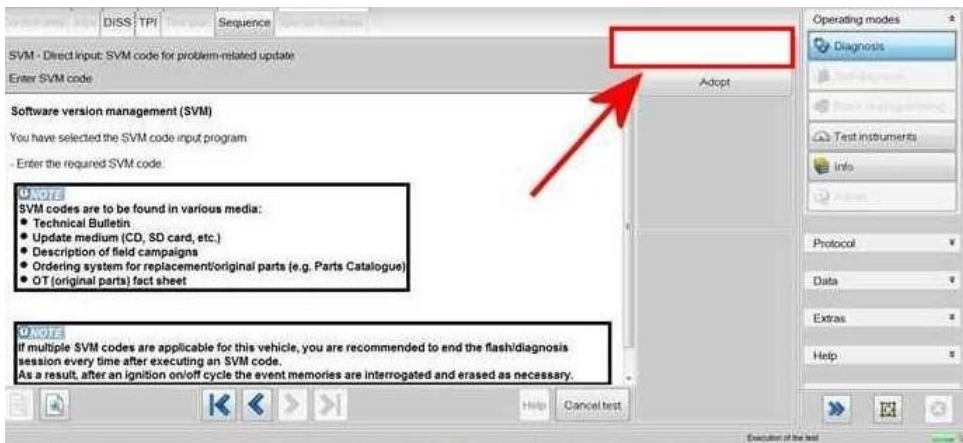 DISS TPI Sequence
Operating modes
SVM - Direct input: SVM code for problem-related update
Diagnosis
Enter SVM code
Adopt
Software version management (SVM)
You have selected the SVM code input program
Test instruments
- Enter the required SVM code:
Info
NOTE
SVM codes are to be found in various media:
• Technical Bulletin
• Update medium (CD, SD card, etc.)
• Description of field campaigns
• Ordering system for replacement/original parts (e.g. Parts Catalogue)
• OT (original parts) fact sheet
Protocol
Data
Extras
NOTE
If multiple SVM codes are applicable for this vehicle, you are recommended to end the flash/diagnosis
session every time after executing an SVM code.
As a result, after an ignition on/off cycle the event memories are interrogated and erased as necessary.
Help
Help Cancel test
Execution of the test